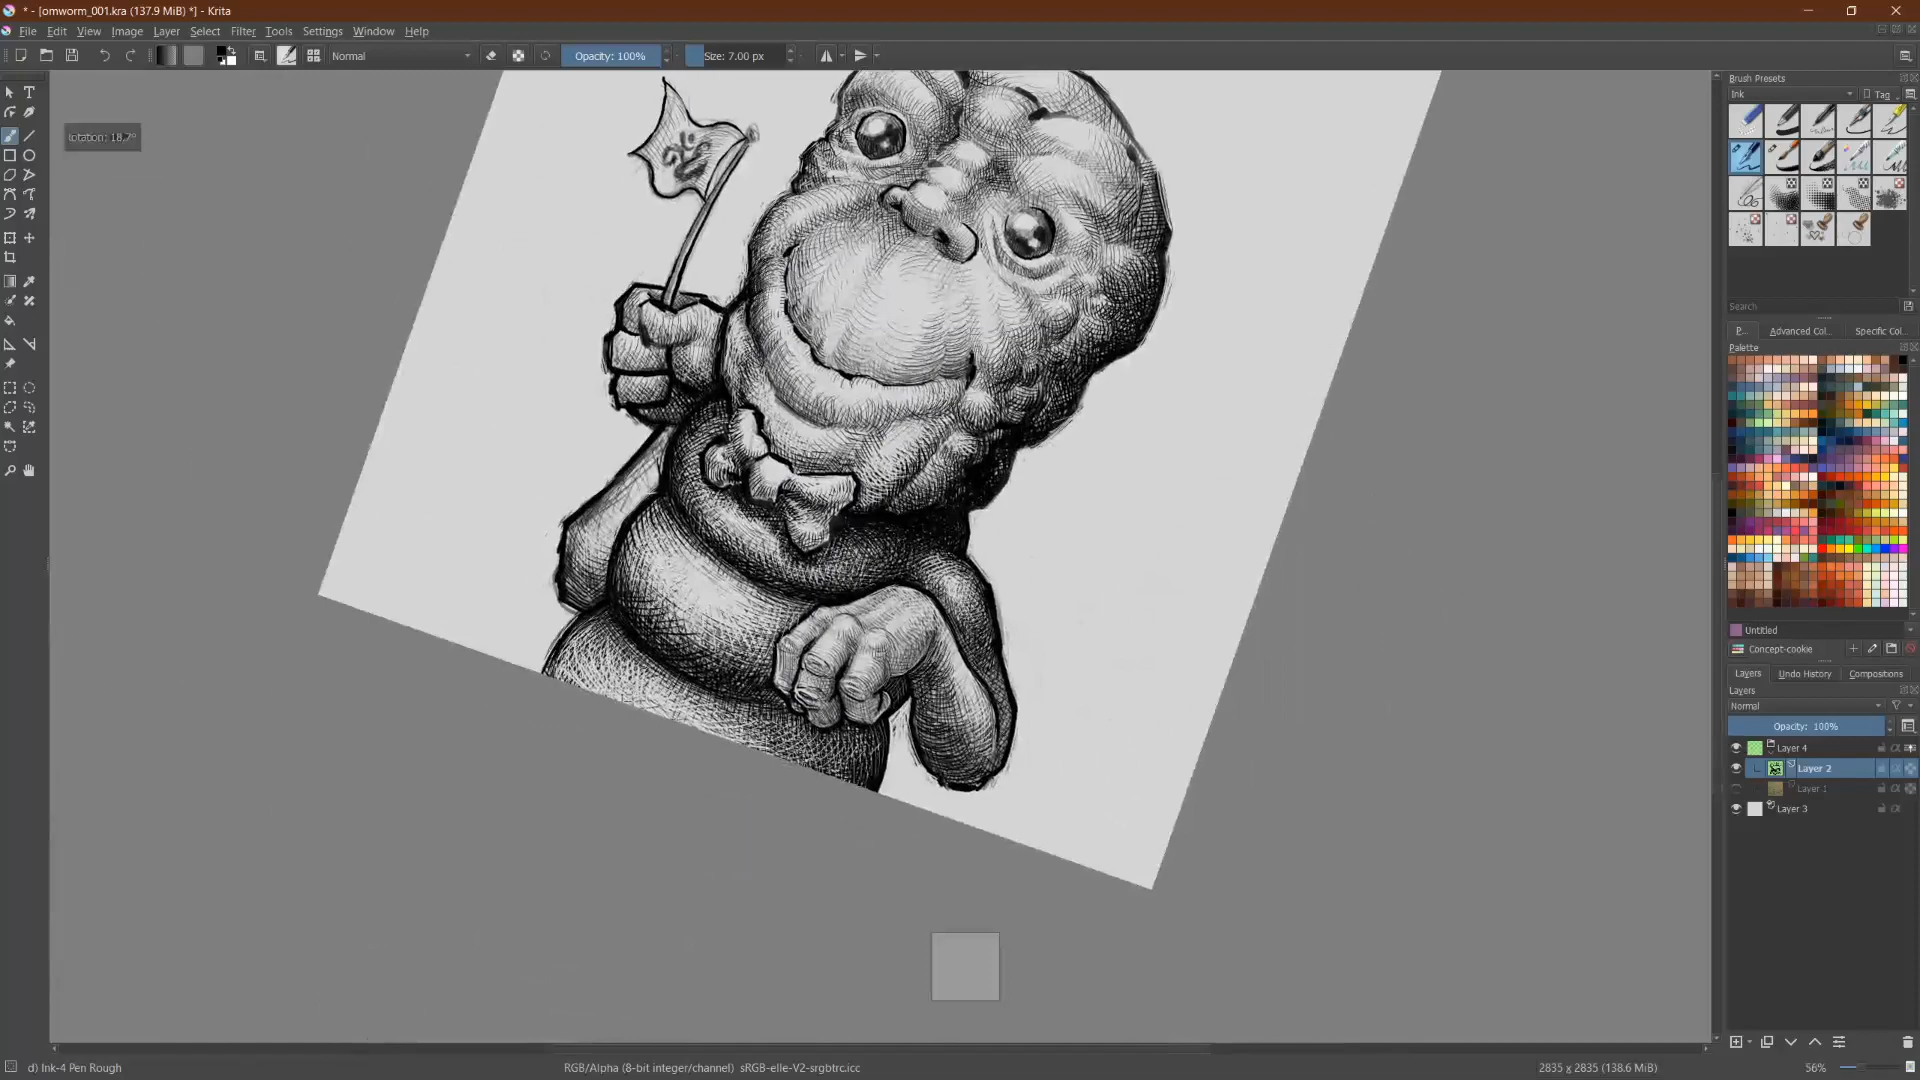 * - [omworm_001.kra (137.9 MiB) *] - Krita
File Edit View Image Layer Select Filter Tools Settings Window Help
Normal Opacity: 100% Size: 7.00 px
Brush Presets
Ink Tag
Search
P... Advanced Col... Specific Col...
Palette
Untitled
Concept-cookie
Layers Undo History Compositions
Layers
Normal
Opacity: 100%
Layer 4
Layer 2
Layer 1
Layer 3
d) Ink-4 Pen Rough RGB/Alpha (8-bit integer/channel) sRGB-elle-V2-srgbtrc.icc 2835 x 2835 (138.6 MiB) 56%